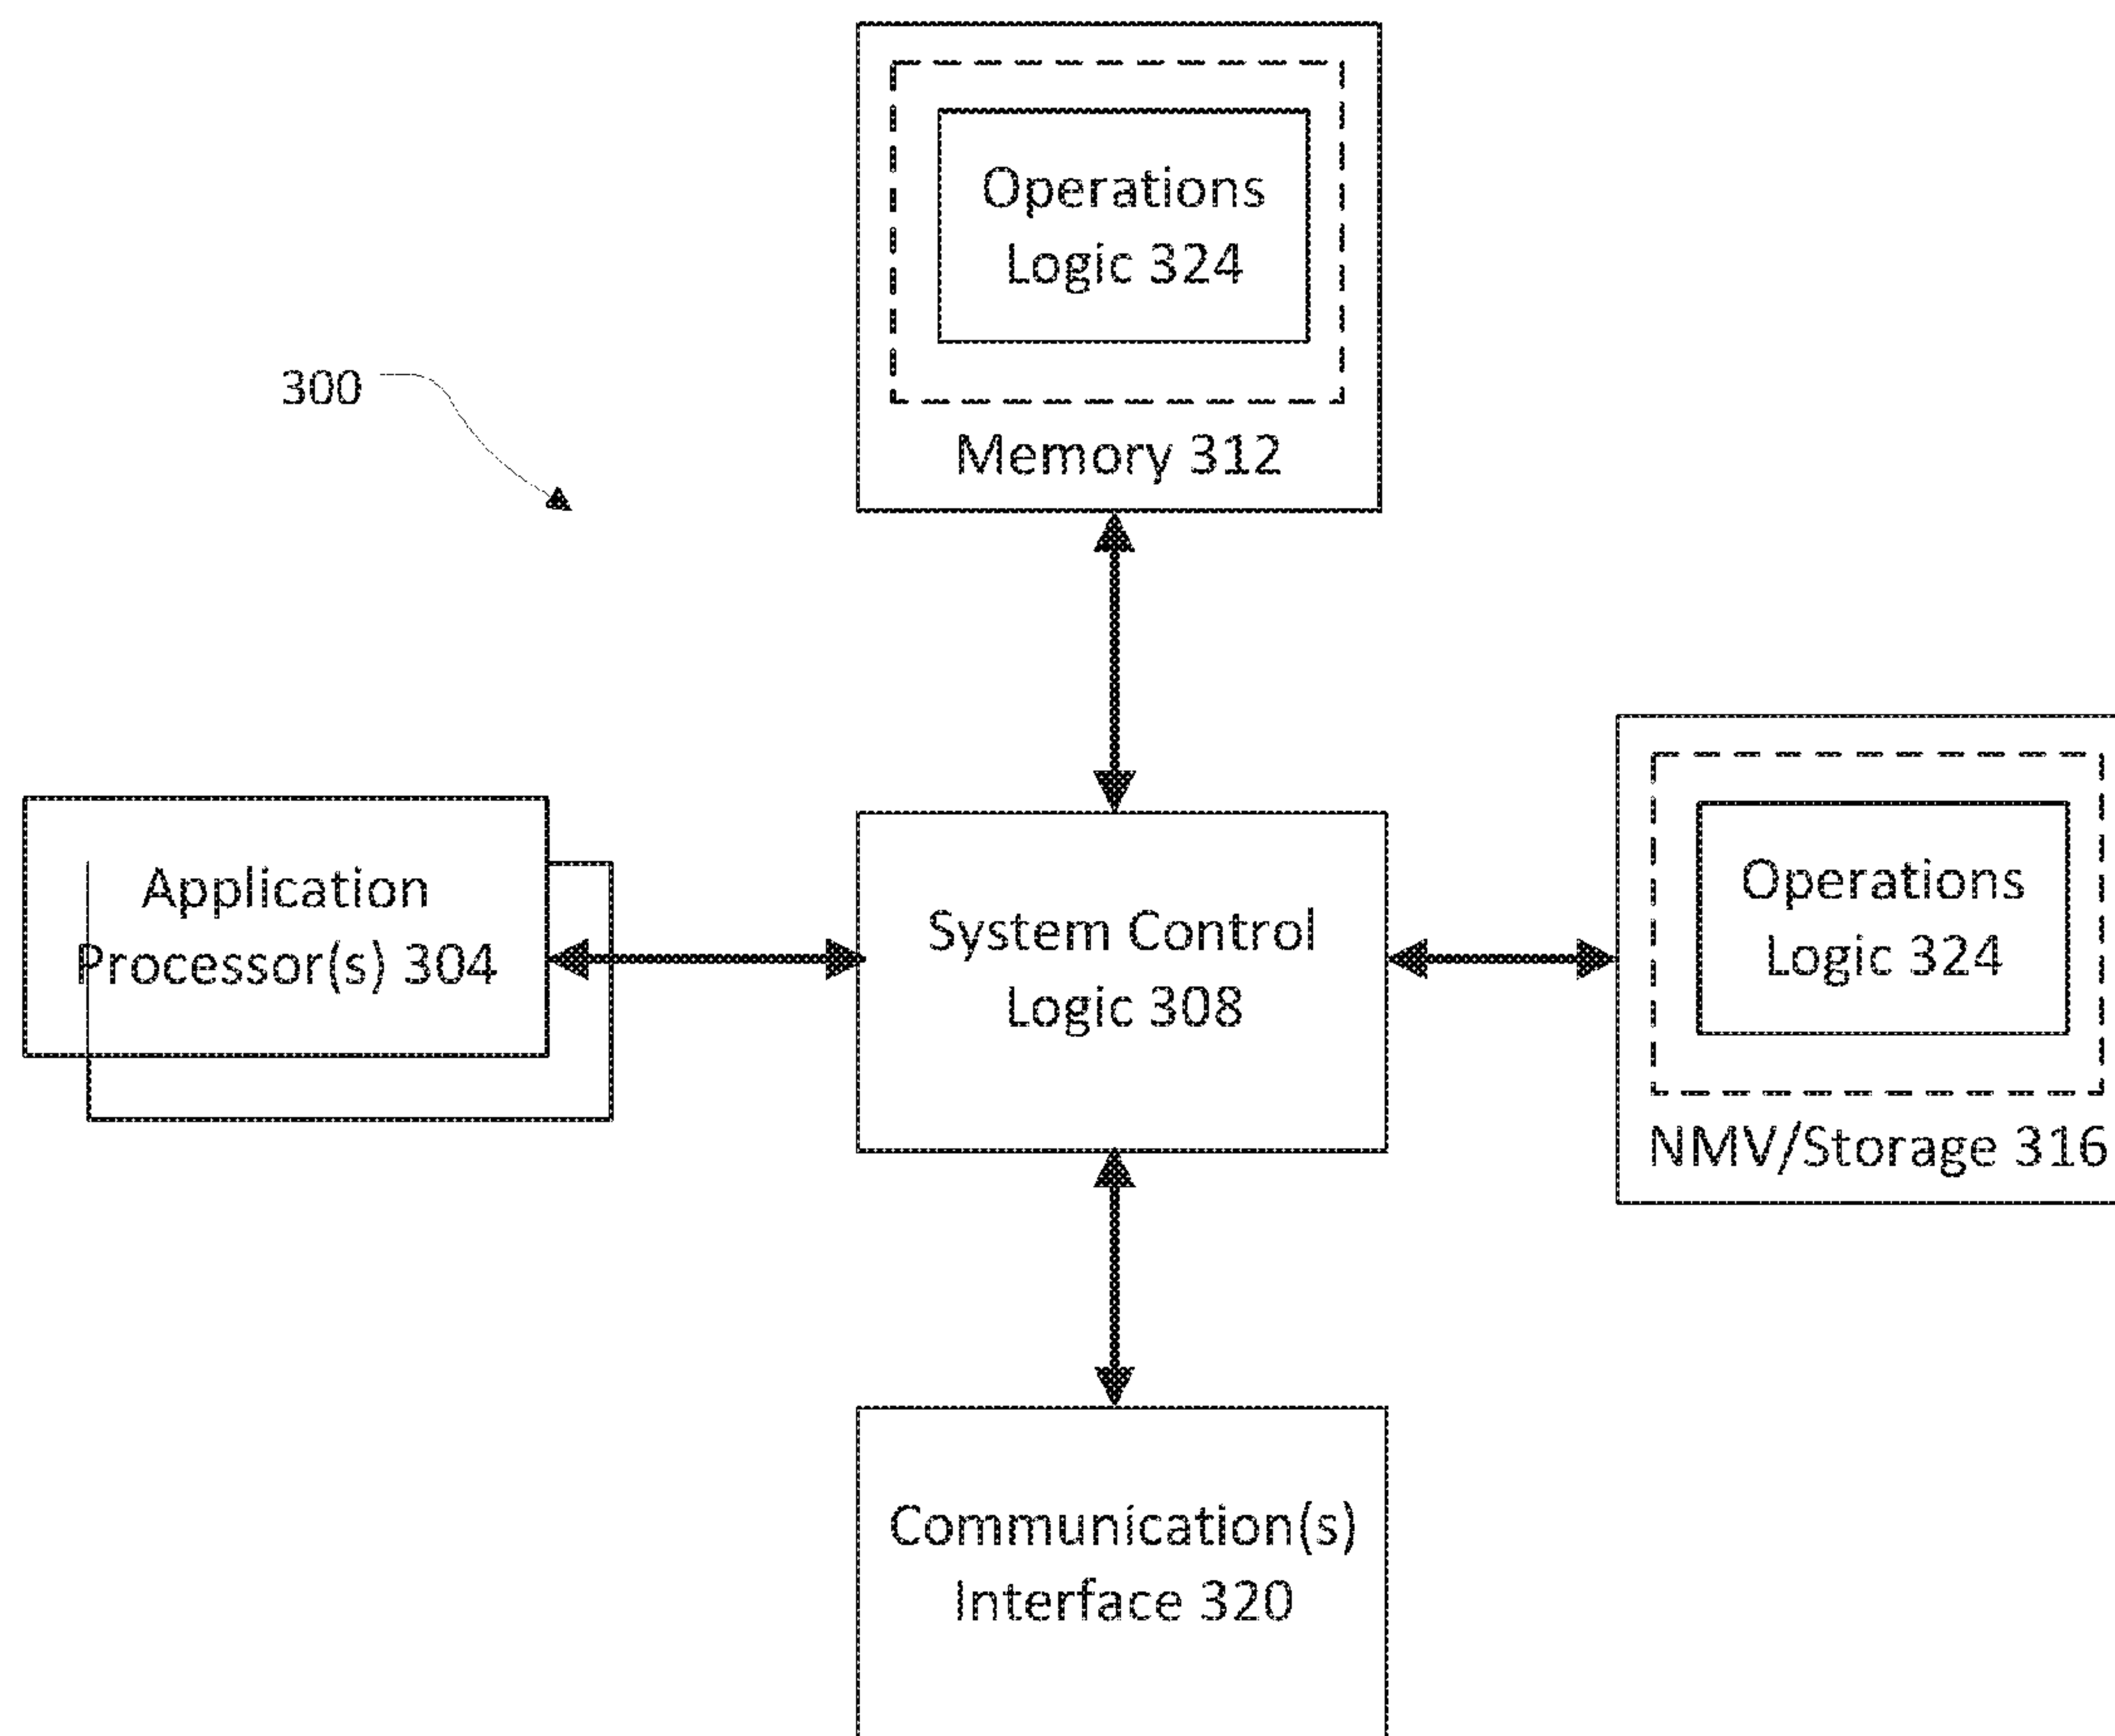 Operations
Logic 324
300
Memory 312
Application
Processor(s) 304
System Control
Logic 308
Operations
Logic 324
NMV/Storage 316
Communication(s)
Interface 320